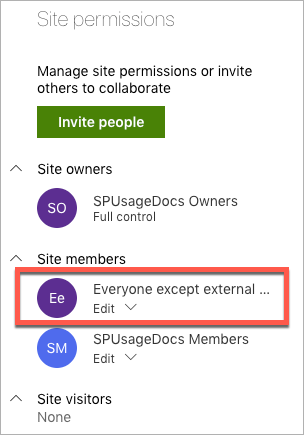 Site permissions
Manage site permissions or invite
others to collaborate
Invite people
Site owners
SO
SPUsageDocs Owners
Full control
Site members
Ee
Everyone except external ...
Edit
SM
SPUsageDocs Members
Edit
Site visitors
None